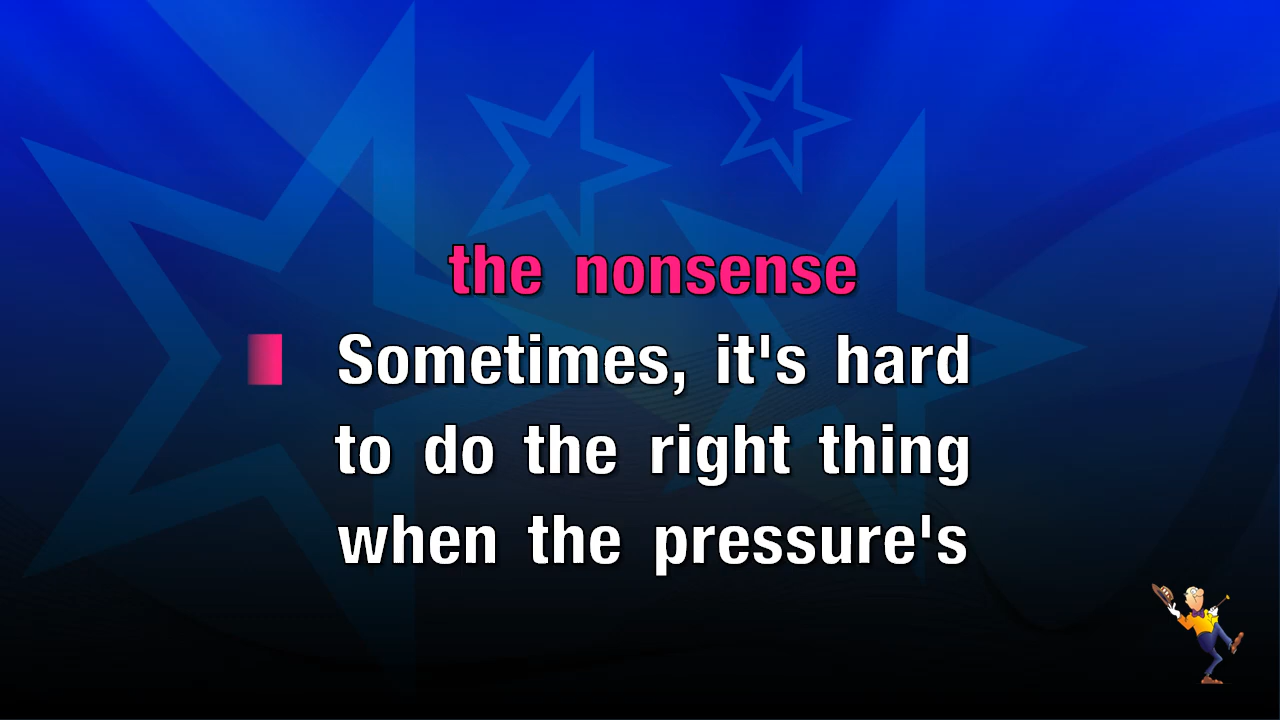 the nonsense
Sometimes, it's hard
to do the right thing
when the pressure's